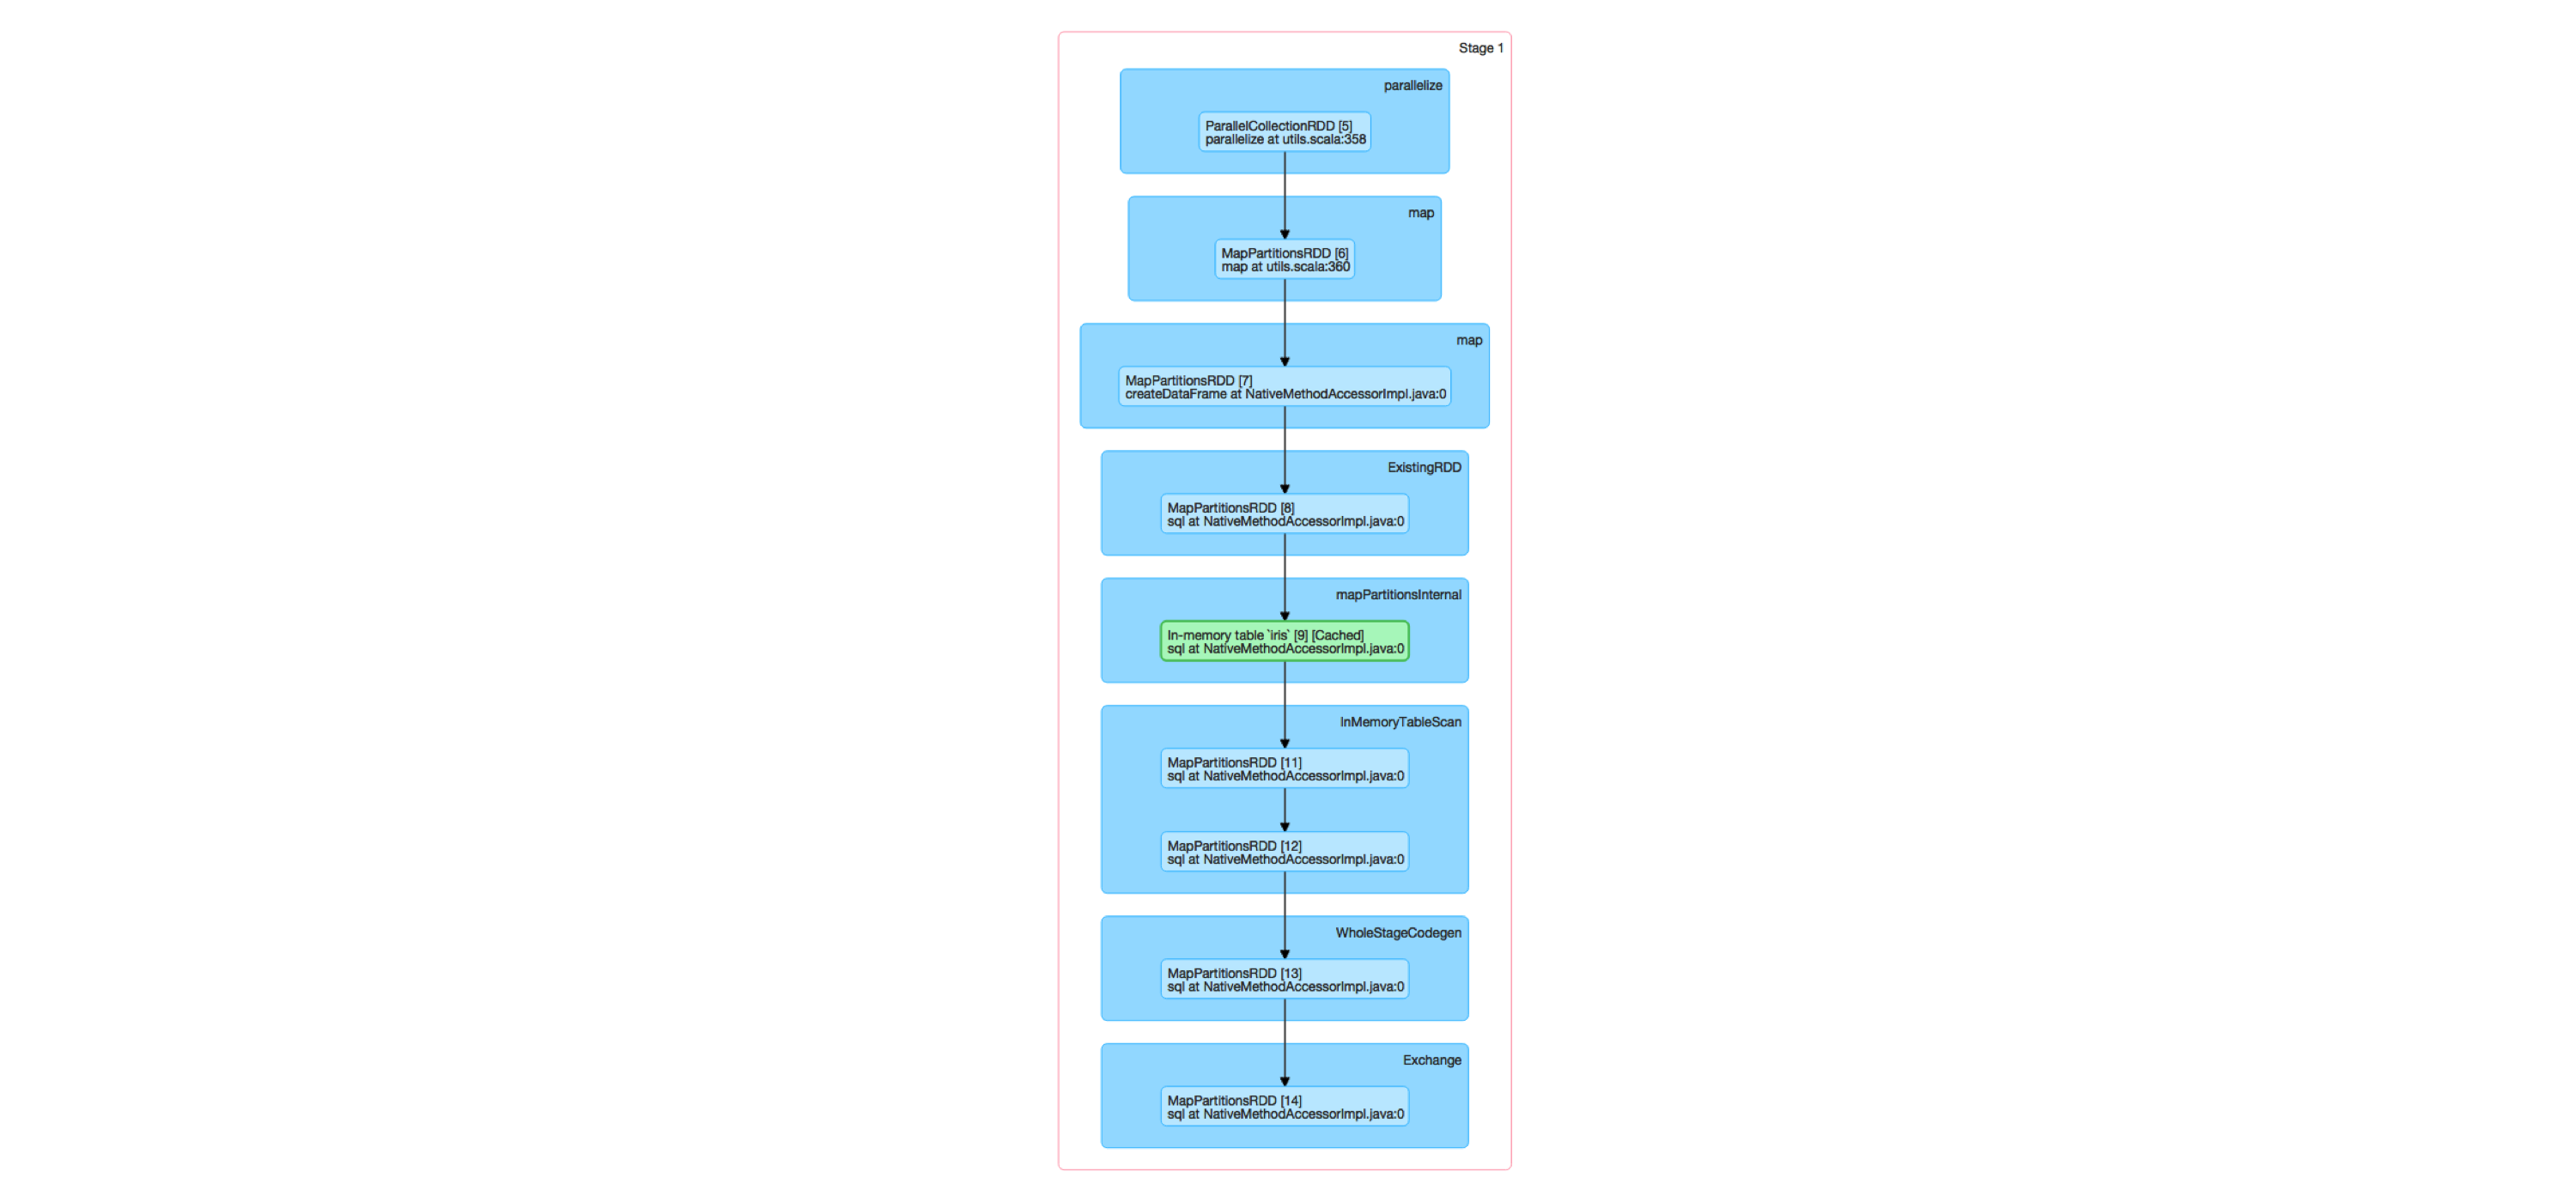 Stage 1
parallelize
ParallelCollectionRDD [5]
parallelize at utils.scala:358
map
MapPartitionsRDD [6]
map at utils.scala:360
map
MapPartitionsRDD [7]
createDataFrame at NativeMethodAccessorImpl.java:0
ExistingRDD
MapPartitionsRDD [8]
sql at NativeMethodAccessorImpl.java:0
mapPartitionsInternal
In-memory table `iris` [9] [Cached]
sql at NativeMethodAccessorImpl.java:0
InMemoryTableScan
MapPartitionsRDD [11]
sql at NativeMethodAccessorImpl.java:0
MapPartitionsRDD [12]
sql at NativeMethodAccessorImpl.java:0
WholeStageCodegen
MapPartitionsRDD [13]
sql at NativeMethodAccessorImpl.java:0
Exchange
MapPartitionsRDD [14]
sql at NativeMethodAccessorImpl.java:0